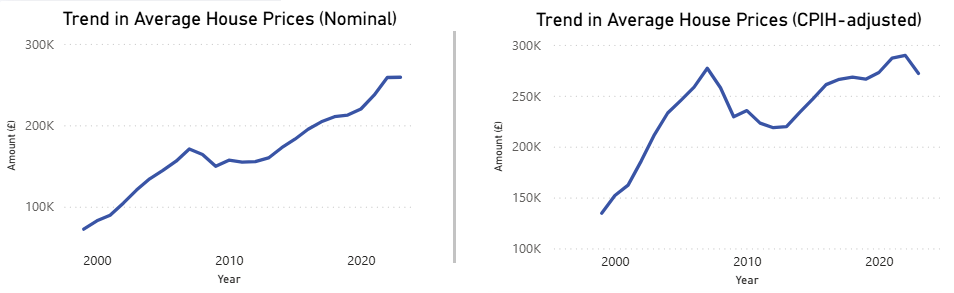 Trend in Average House Prices (Nominal)
300K
200K
100K
Amount (£)
2000 2010 2020
Year
Trend in Average House Prices (CPIH-adjusted)
300K
250K
200K
150K
100K
Amount (£)
2000 2010 2020
Year